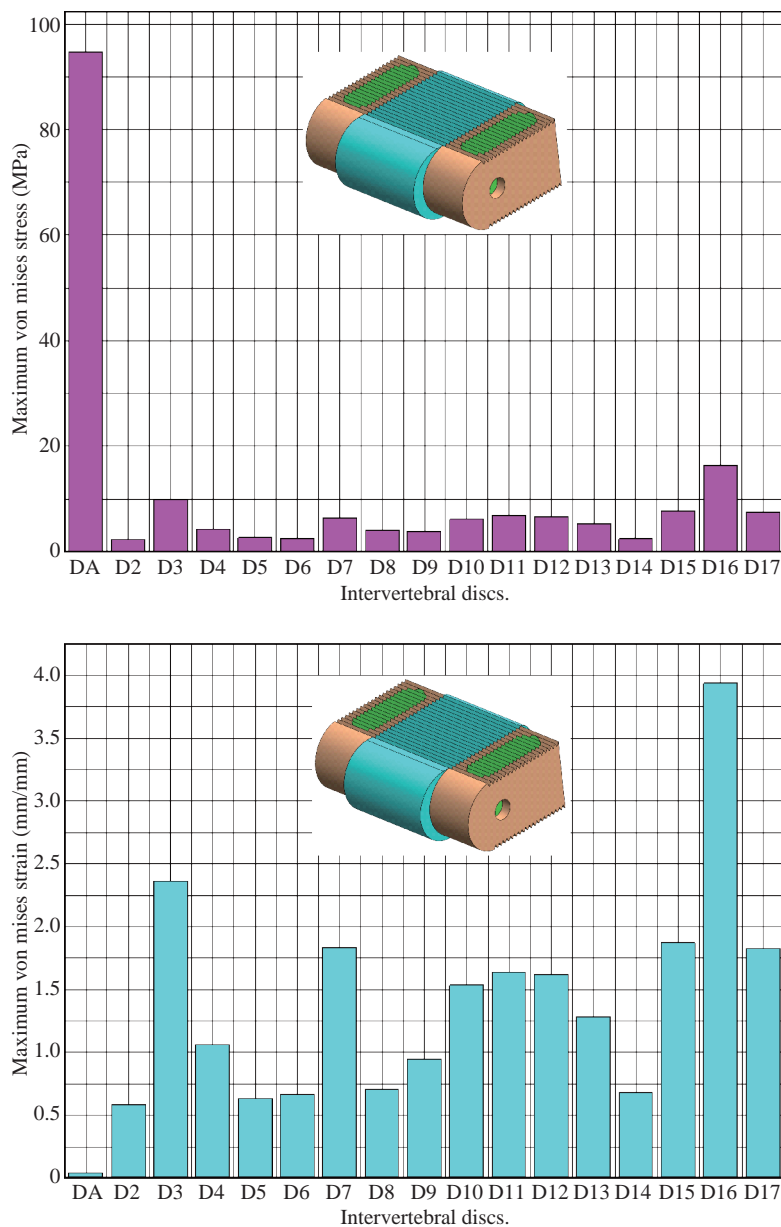 100
80
60
40
20
0
Maximum von mises stress (MPa)
DA D2 D3 D4 D5 D6 D7 D8 D9 D10 D11 D12 D13 D14 D15 D16 D17
Intervertebral discs.
4.0
3.5
3.0
2.5
2.0
1.5
1.0
0.5
0
Maximum von mises strain (mm/mm)
DA D2 D3 D4 D5 D6 D7 D8 D9 D10 D11 D12 D13 D14 D15 D16 D17
Intervertebral discs.